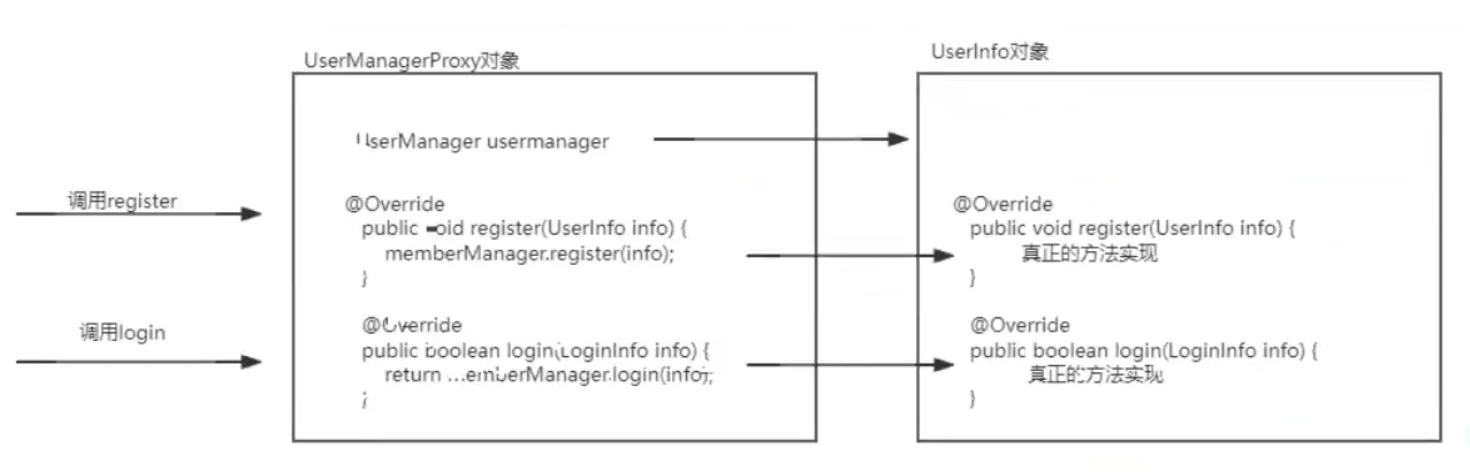 UserManagerProxy对象
UserInfo对象
UserManager usermanager
调用register
@Override
public void register(UserInfo info) {
memberManager.register(info);
}
@Override
public void register(UserInfo info) {
真正的方法实现
}
调用login
@Override
public boolean login(LoginInfo info) {
return memberManager.login(info);
}
@Override
public boolean login(LoginInfo info) {
真正的方法实现
}